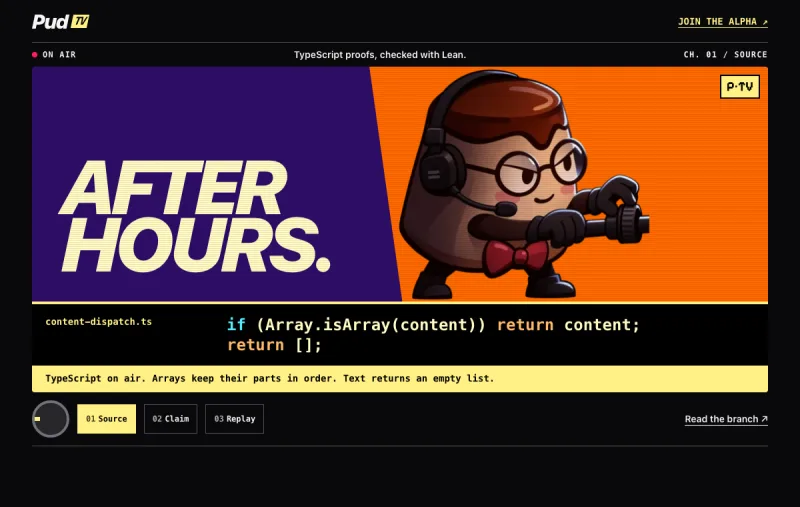 Pud TV
JOIN THE ALPHA ↗
ON AIR
TypeScript proofs, checked with Lean.
CH. 01 / SOURCE
P·TV
AFTER
HOURS.
content-dispatch.ts
if (Array.isArray(content)) return content;
return [];
TypeScript on air. Arrays keep their parts in order. Text returns an empty list.
01 Source
02 Claim
03 Replay
Read the branch ↗